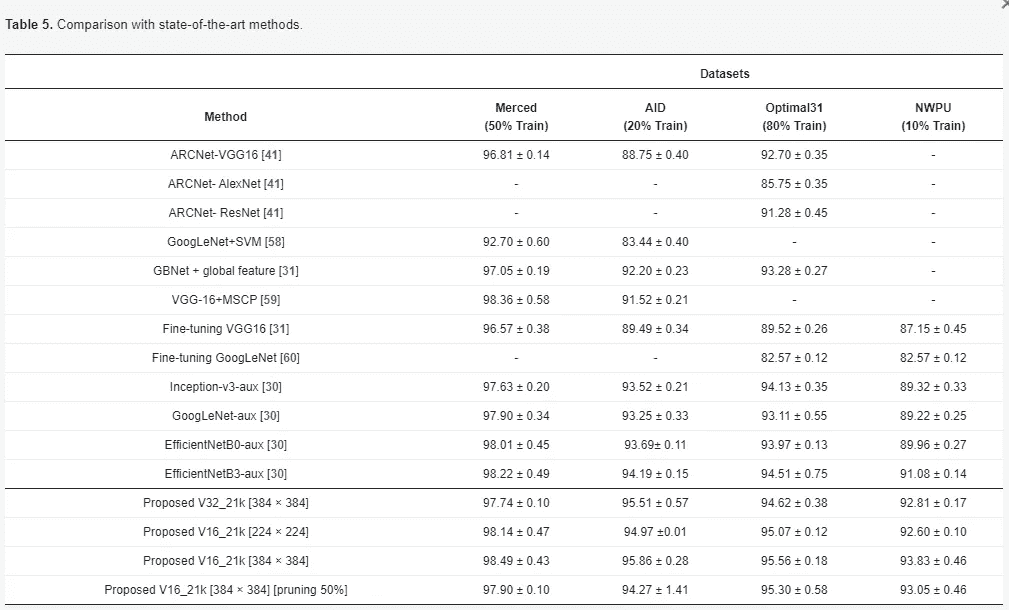 Table 5. Comparison with state-of-the-art methods.
Datasets
Method Merced (50% Train) AID (20% Train) Optimal31 (80% Train) NWPU (10% Train)
ARCNet-VGG16 [41] 96.81 ± 0.14 88.75 ± 0.40 92.70 ± 0.35 -
ARCNet- AlexNet [41] - - 85.75 ± 0.35 -
ARCNet- ResNet [41] - - 91.28 ± 0.45 -
GoogLeNet+SVM [58] 92.70 ± 0.60 83.44 ± 0.40 - -
GBNet + global feature [31] 97.05 ± 0.19 92.20 ± 0.23 93.28 ± 0.27 -
VGG-16+MSCP [59] 98.36 ± 0.58 91.52 ± 0.21 - -
Fine-tuning VGG16 [31] 96.57 ± 0.38 89.49 ± 0.34 89.52 ± 0.26 87.15 ± 0.45
Fine-tuning GoogLeNet [60] - - 82.57 ± 0.12 82.57 ± 0.12
Inception-v3-aux [30] 97.63 ± 0.20 93.52 ± 0.21 94.13 ± 0.35 89.32 ± 0.33
GoogLeNet-aux [30] 97.90 ± 0.34 93.25 ± 0.33 93.11 ± 0.55 89.22 ± 0.25
EfficientNetB0-aux [30] 98.01 ± 0.45 93.69± 0.11 93.97 ± 0.13 89.96 ± 0.27
EfficientNetB3-aux [30] 98.22 ± 0.49 94.19 ± 0.15 94.51 ± 0.75 91.08 ± 0.14
Proposed V32_21k [384 × 384] 97.74 ± 0.10 95.51 ± 0.57 94.62 ± 0.38 92.81 ± 0.17
Proposed V16_21k [224 × 224] 98.14 ± 0.47 94.97 ±0.01 95.07 ± 0.12 92.60 ± 0.10
Proposed V16_21k [384 × 384] 98.49 ± 0.43 95.86 ± 0.28 95.56 ± 0.18 93.83 ± 0.46
Proposed V16_21k [384 × 384] [pruning 50%] 97.90 ± 0.10 94.27 ± 1.41 95.30 ± 0.58 93.05 ± 0.46